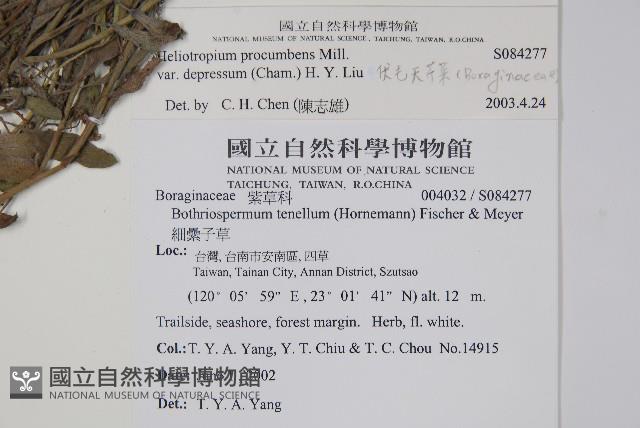 國立自然科學博物館
NATIONAL MUSEUM OF NATURAL SCIENCE, TAICHUNG, TAIWAN, R.O.CHINA
Heliotropium procumbens Mill. S084277
var. depressum (Cham.) H. Y. Liu 伏毛天芹菜 (Boraginaceae)
Det. by C. H. Chen (陳志雄) 2003.4.24
國立自然科學博物館
NATIONAL MUSEUM OF NATURAL SCIENCE
TAICHUNG, TAIWAN, R.O.CHINA
Boraginaceae 紫草科 004032 / S084277
Bothriospermum tenellum (Hornemann) Fischer & Meyer
細纍子草
Loc.: 台灣, 台南市安南區, 四草
Taiwan, Tainan City, Annan District, Szutsao
(120° 05' 59" E, 23° 01' 41" N) alt. 12 m.
Trailside, seashore, forest margin. Herb, fl. white.
Col.: T. Y. A. Yang, Y. T. Chiu & T. C. Chou No.14915
國立自然科學博物館
NATIONAL MUSEUM OF NATURAL SCIENCE
Det.: T. Y. A. Yang